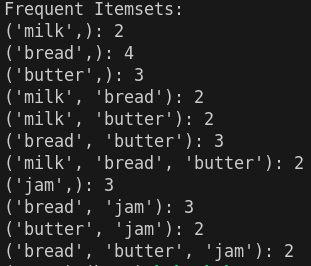 Frequent Itemsets:
('milk',): 2
('bread',): 4
('butter',): 3
('milk', 'bread'): 2
('milk', 'butter'): 2
('bread', 'butter'): 3
('milk', 'bread', 'butter'): 2
('jam',): 3
('bread', 'jam'): 3
('butter', 'jam'): 2
('bread', 'butter', 'jam'): 2